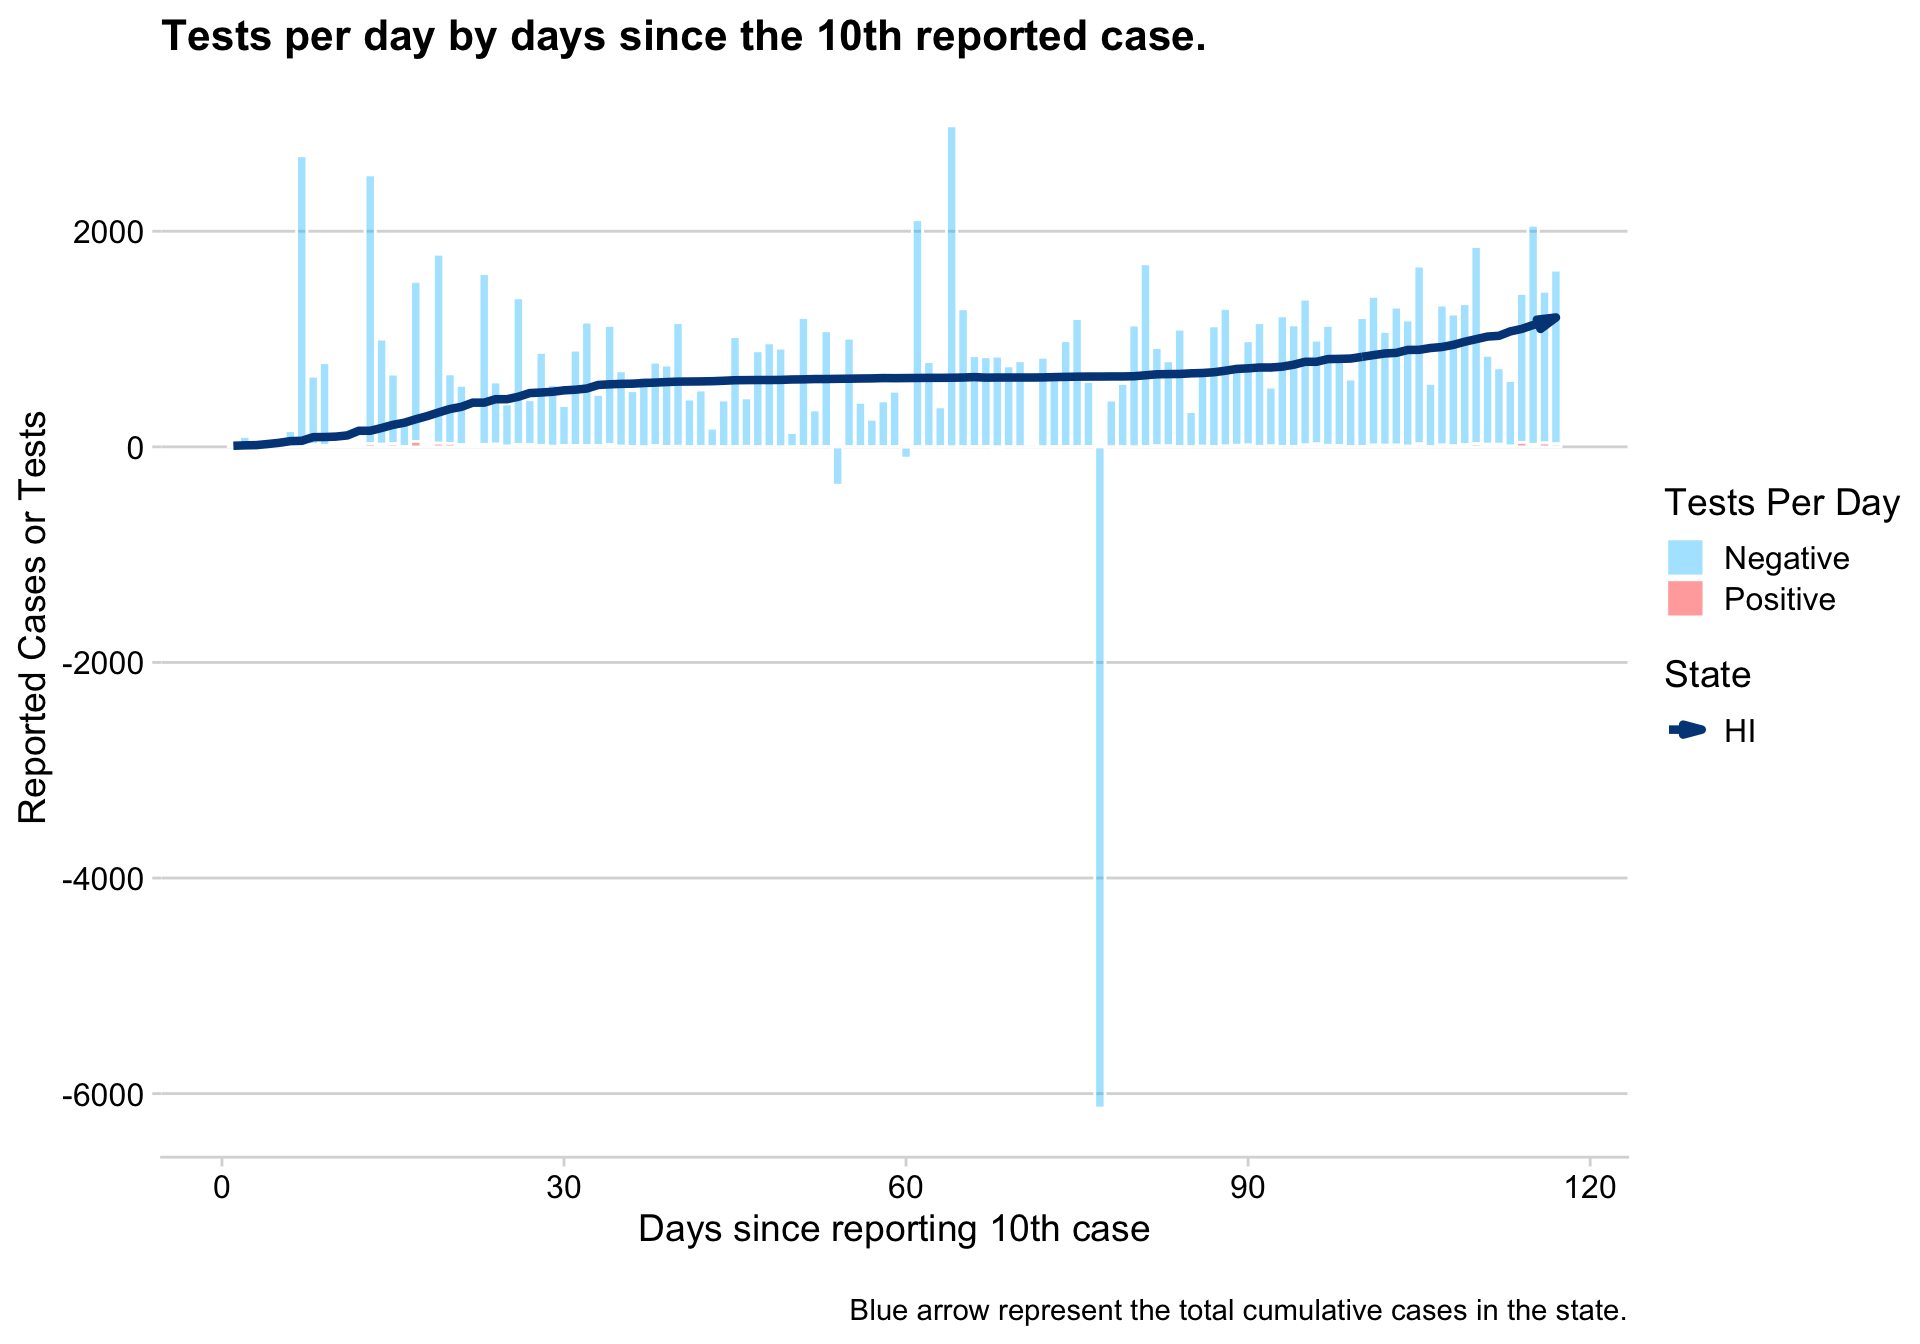 Tests per day by days since the 10th reported case.
Reported Cases or Tests
2000
0
-2000
-4000
-6000
0 30 60 90 120
Days since reporting 10th case
Tests Per Day
Negative
Positive
State
HI
Blue arrow represent the total cumulative cases in the state.